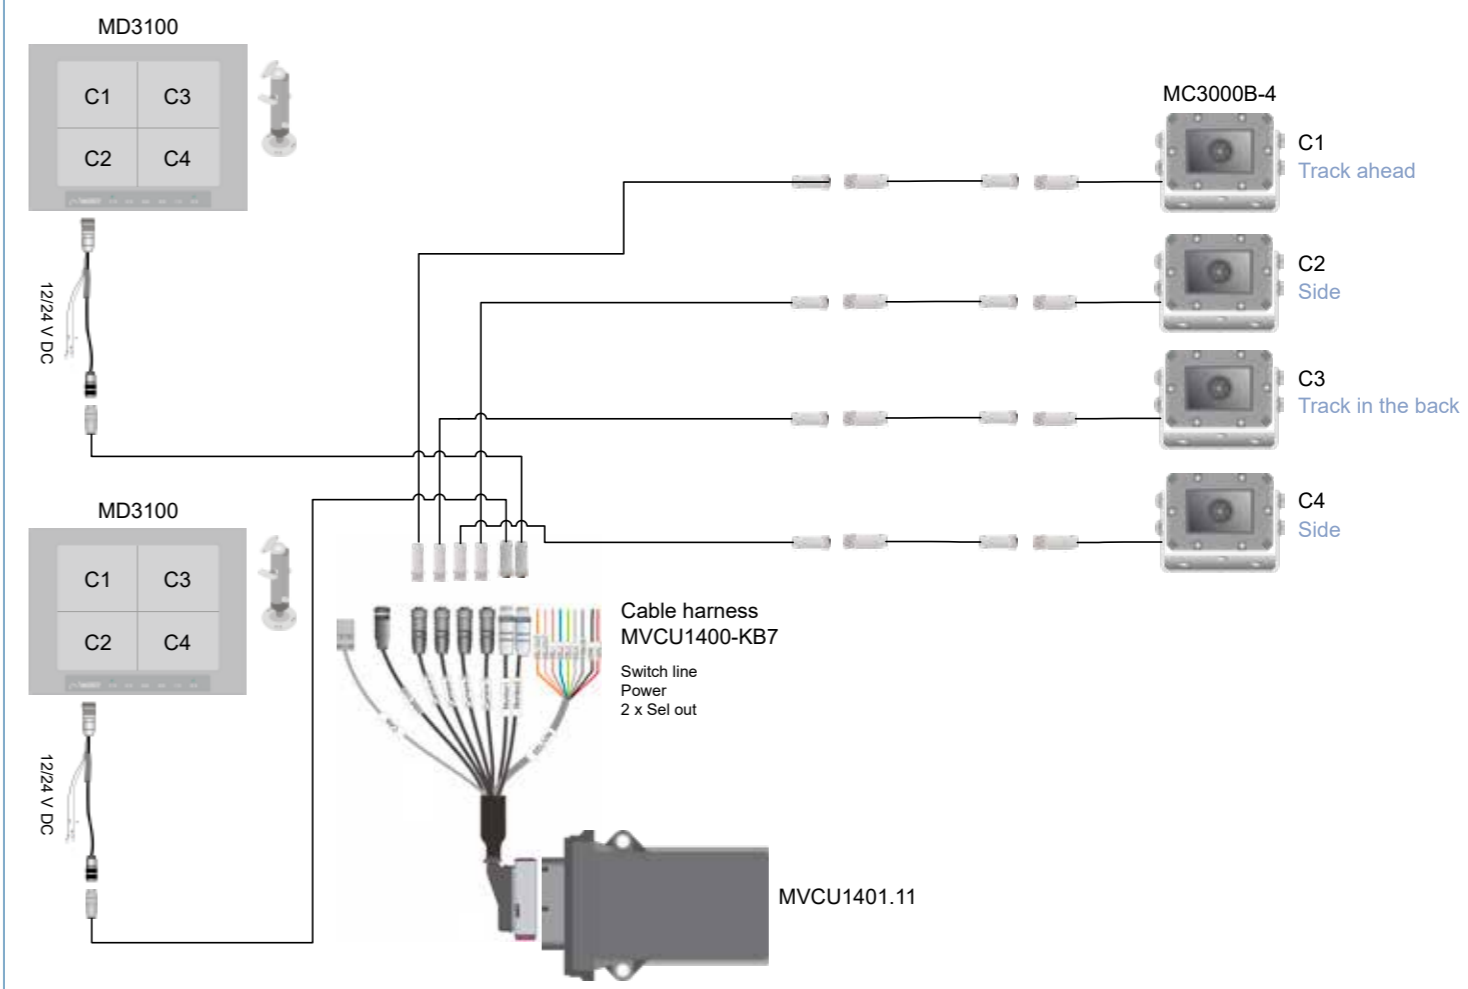 MD3100
C1
C3
C2
C4
12/24 V DC
MC3000B-4
C1
Track ahead
C2
Side
C3
Track in the back
C4
Side
MD3100
C1
C3
C2
C4
12/24 V DC
Cable harness
MVCU1400-KB7
Switch line
Power
2 x Sel out
MVCU1401.11